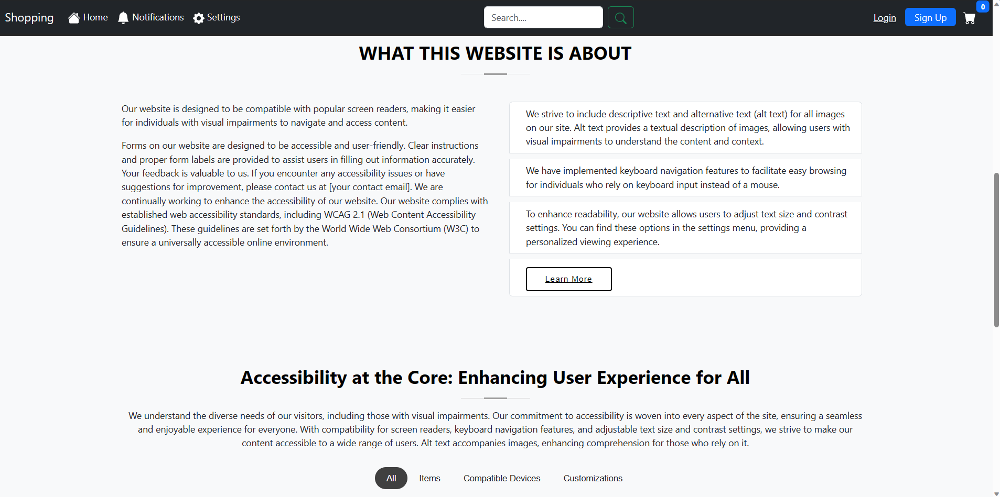 Shopping Home Notifications Settings Search.... Login Sign Up 0
WHAT THIS WEBSITE IS ABOUT
Our website is designed to be compatible with popular screen readers, making it easier
for individuals with visual impairments to navigate and access content.
Forms on our website are designed to be accessible and user-friendly. Clear instructions
and proper form labels are provided to assist users in filling out information accurately.
Your feedback is valuable to us. If you encounter any accessibility issues or have
suggestions for improvement, please contact us at [your contact email]. We are
continually working to enhance the accessibility of our website. Our website complies with
established web accessibility standards, including WCAG 2.1 (Web Content Accessibility
Guidelines). These guidelines are set forth by the World Wide Web Consortium (W3C) to
ensure a universally accessible online environment.
We strive to include descriptive text and alternative text (alt text) for all images
on our site. Alt text provides a textual description of images, allowing users with
visual impairments to understand the content and context.
We have implemented keyboard navigation features to facilitate easy browsing
for individuals who rely on keyboard input instead of a mouse.
To enhance readability, our website allows users to adjust text size and contrast
settings. You can find these options in the settings menu, providing a
personalized viewing experience.
Learn More
Accessibility at the Core: Enhancing User Experience for All
We understand the diverse needs of our visitors, including those with visual impairments. Our commitment to accessibility is woven into every aspect of the site, ensuring a seamless
and enjoyable experience for everyone. With compatibility for screen readers, keyboard navigation features, and adjustable text size and contrast settings, we strive to make our
content accessible to a wide range of users. Alt text accompanies images, enhancing comprehension for those who rely on it.
All Items Compatible Devices Customizations